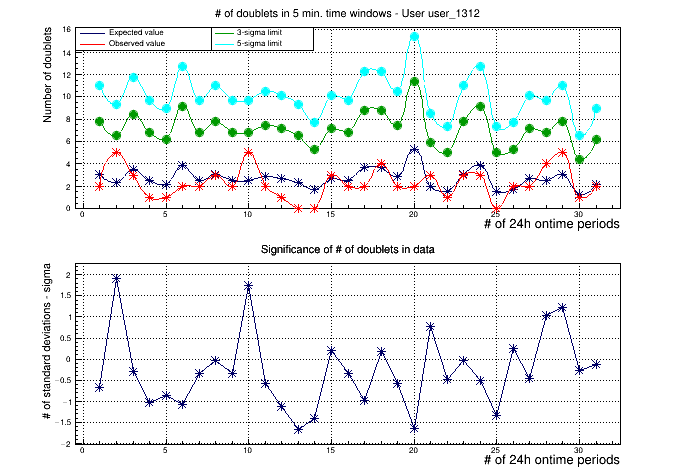 # of doublets in 5 min. time windows - User user_1312
Number of doublets
Expected value
3-sigma limit
Observed value
5-sigma limit
16
14
12
10
8
6
4
2
0
0 5 10 15 20 25 30
# of 24h ontime periods
Significance of # of doublets in data
# of standard deviations - sigma
2
1.5
1
0.5
0
−0.5
−1
−1.5
−2
0 5 10 15 20 25 30
# of 24h ontime periods